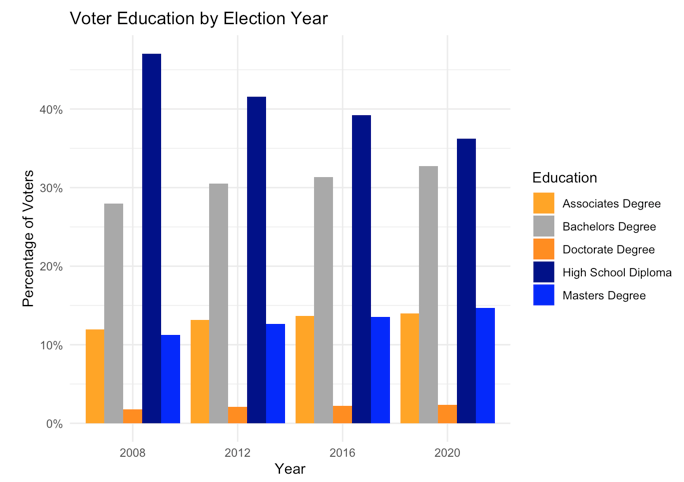 Voter Education by Election Year
Percentage of Voters
40%
30%
20%
10%
0%
2008 2012 2016 2020
Year
Education
Associates Degree
Bachelors Degree
Doctorate Degree
High School Diploma
Masters Degree